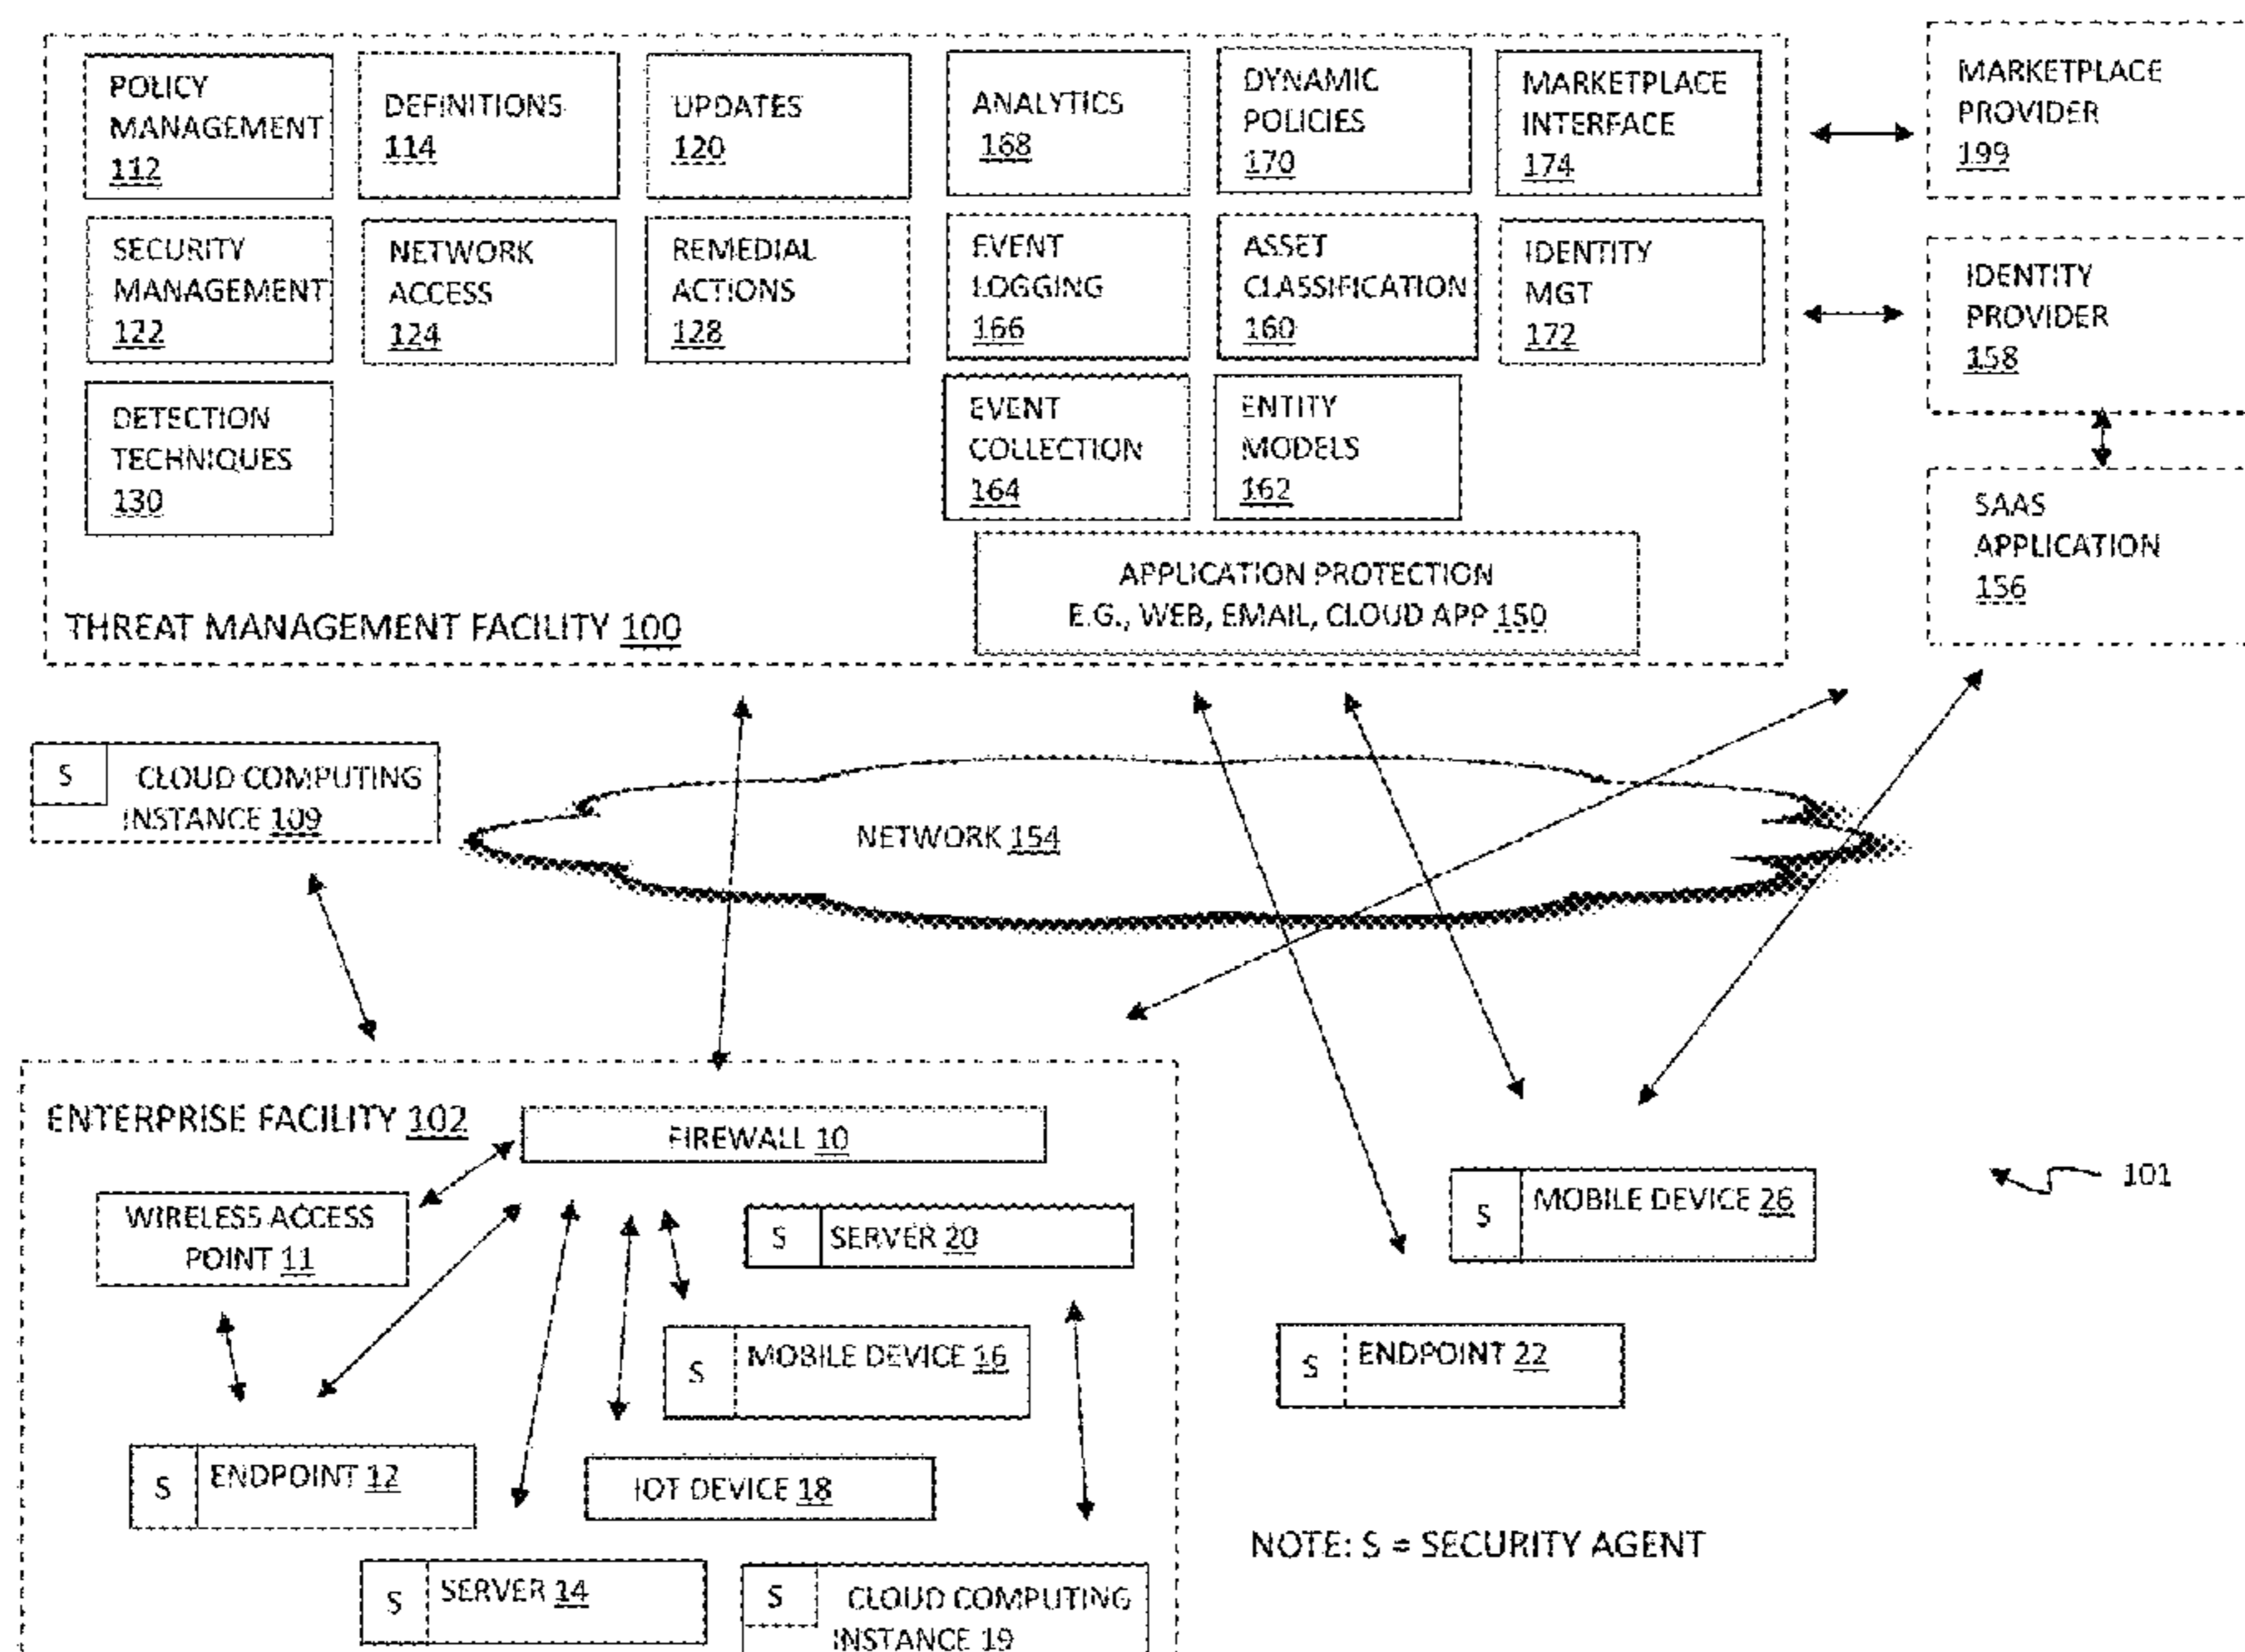 POLICY
MANAGEMENT
112
DEFINITIONS
114
UPDATES
120
ANALYTICS
168
DYNAMIC
POLICIES
170
MARKETPLACE
INTERFACE
174
MARKETPLACE
PROVIDER
199
SECURITY
MANAGEMENT
122
NETWORK
ACCESS
124
REMEDIAL
ACTIONS
128
EVENT
LOGGING
166
ASSET
CLASSIFICATION
160
IDENTITY
MGT
172
IDENTITY
PROVIDER
158
DETECTION
TECHNIQUES
130
EVENT
COLLECTION
164
ENTITY
MODELS
162
SAAS
APPLICATION
156
APPLICATION PROTECTION
E.G., WEB, EMAIL, CLOUD APP 150
THREAT MANAGEMENT FACILITY 100
S CLOUD COMPUTING
INSTANCE 109
NETWORK 154
ENTERPRISE FACILITY 102
FIREWALL 10
WIRELESS ACCESS
POINT 11
S SERVER 20
S MOBILE DEVICE 26
101
S MOBILE DEVICE 16
S ENDPOINT 22
S ENDPOINT 12
IOT DEVICE 18
NOTE: S = SECURITY AGENT
S SERVER 14
S CLOUD COMPUTING
INSTANCE 19